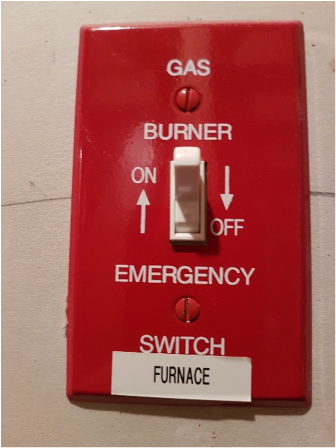 GAS
BURNER
ON
OFF
EMERGENCY
SWITCH
FURNACE